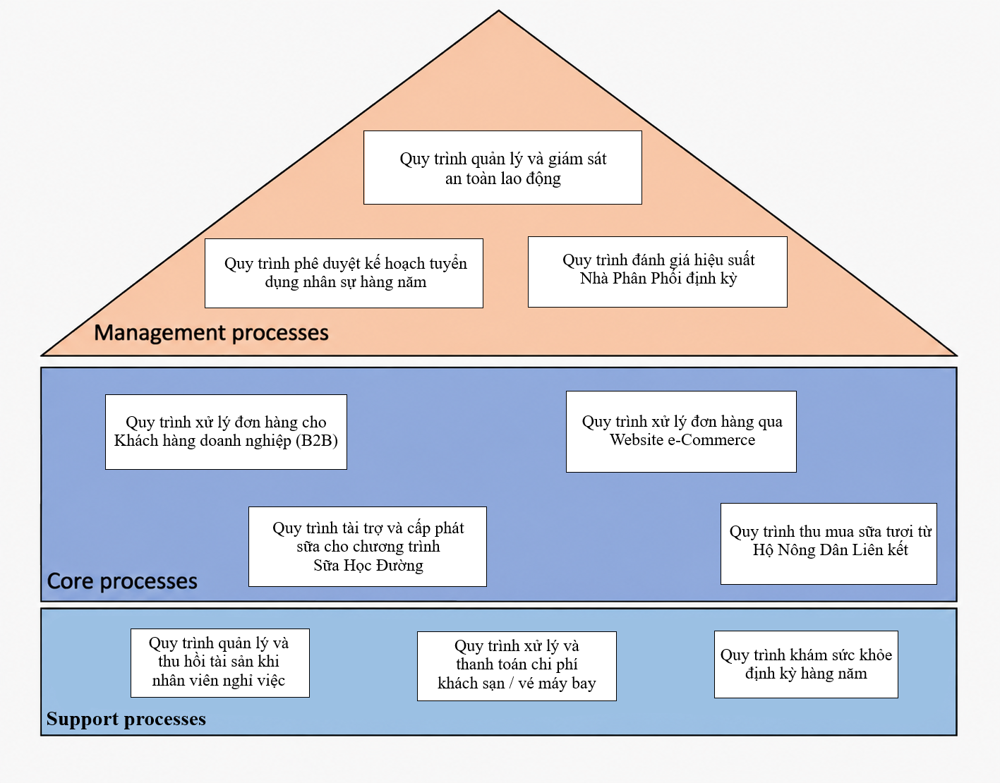 Quy trình quản lý và giám sát
an toàn lao động
Quy trình phê duyệt kế hoạch tuyển
dụng nhân sự hàng năm
Quy trình đánh giá hiệu suất
Nhà Phân Phối định kỳ
Management processes
Quy trình xử lý đơn hàng cho
Khách hàng doanh nghiệp (B2B)
Quy trình xử lý đơn hàng qua
Website e-Commerce
Quy trình tài trợ và cấp phát
sữa cho chương trình
Sữa Học Đường
Quy trình thu mua sữa tươi từ
Hộ Nông Dân Liên kết
Core processes
Quy trình quản lý và
thu hồi tài sản khi
nhân viên nghỉ việc
Quy trình xử lý và
thanh toán chi phí
khách sạn / vé máy bay
Quy trình khám sức khỏe
định kỳ hàng năm
Support processes